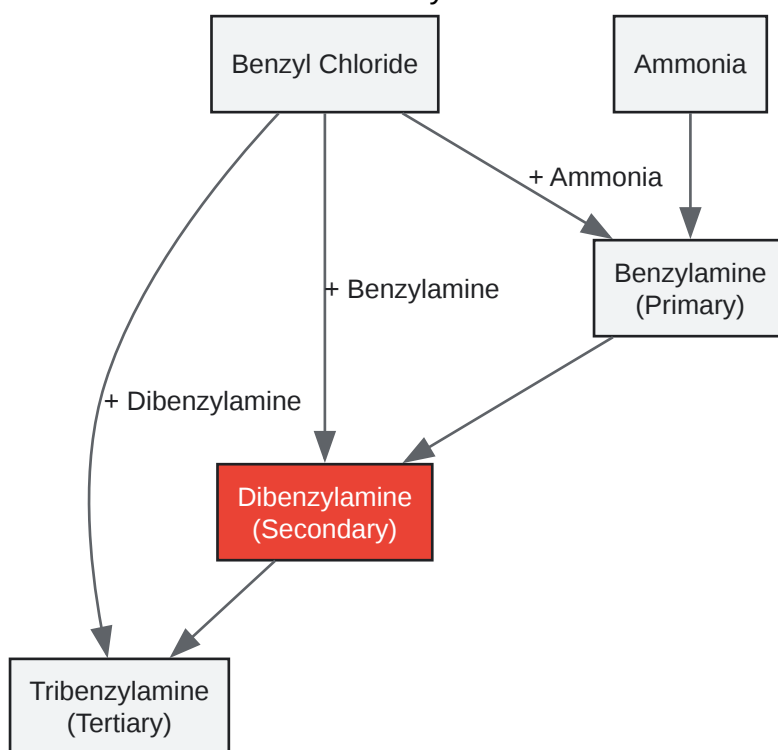 Benzyl Chloride
Ammonia
+ Ammonia
Benzylamine
(Primary)
+ Benzylamine
+ Dibenzylamine
Dibenzylamine
(Secondary)
Tribenzylamine
(Tertiary)